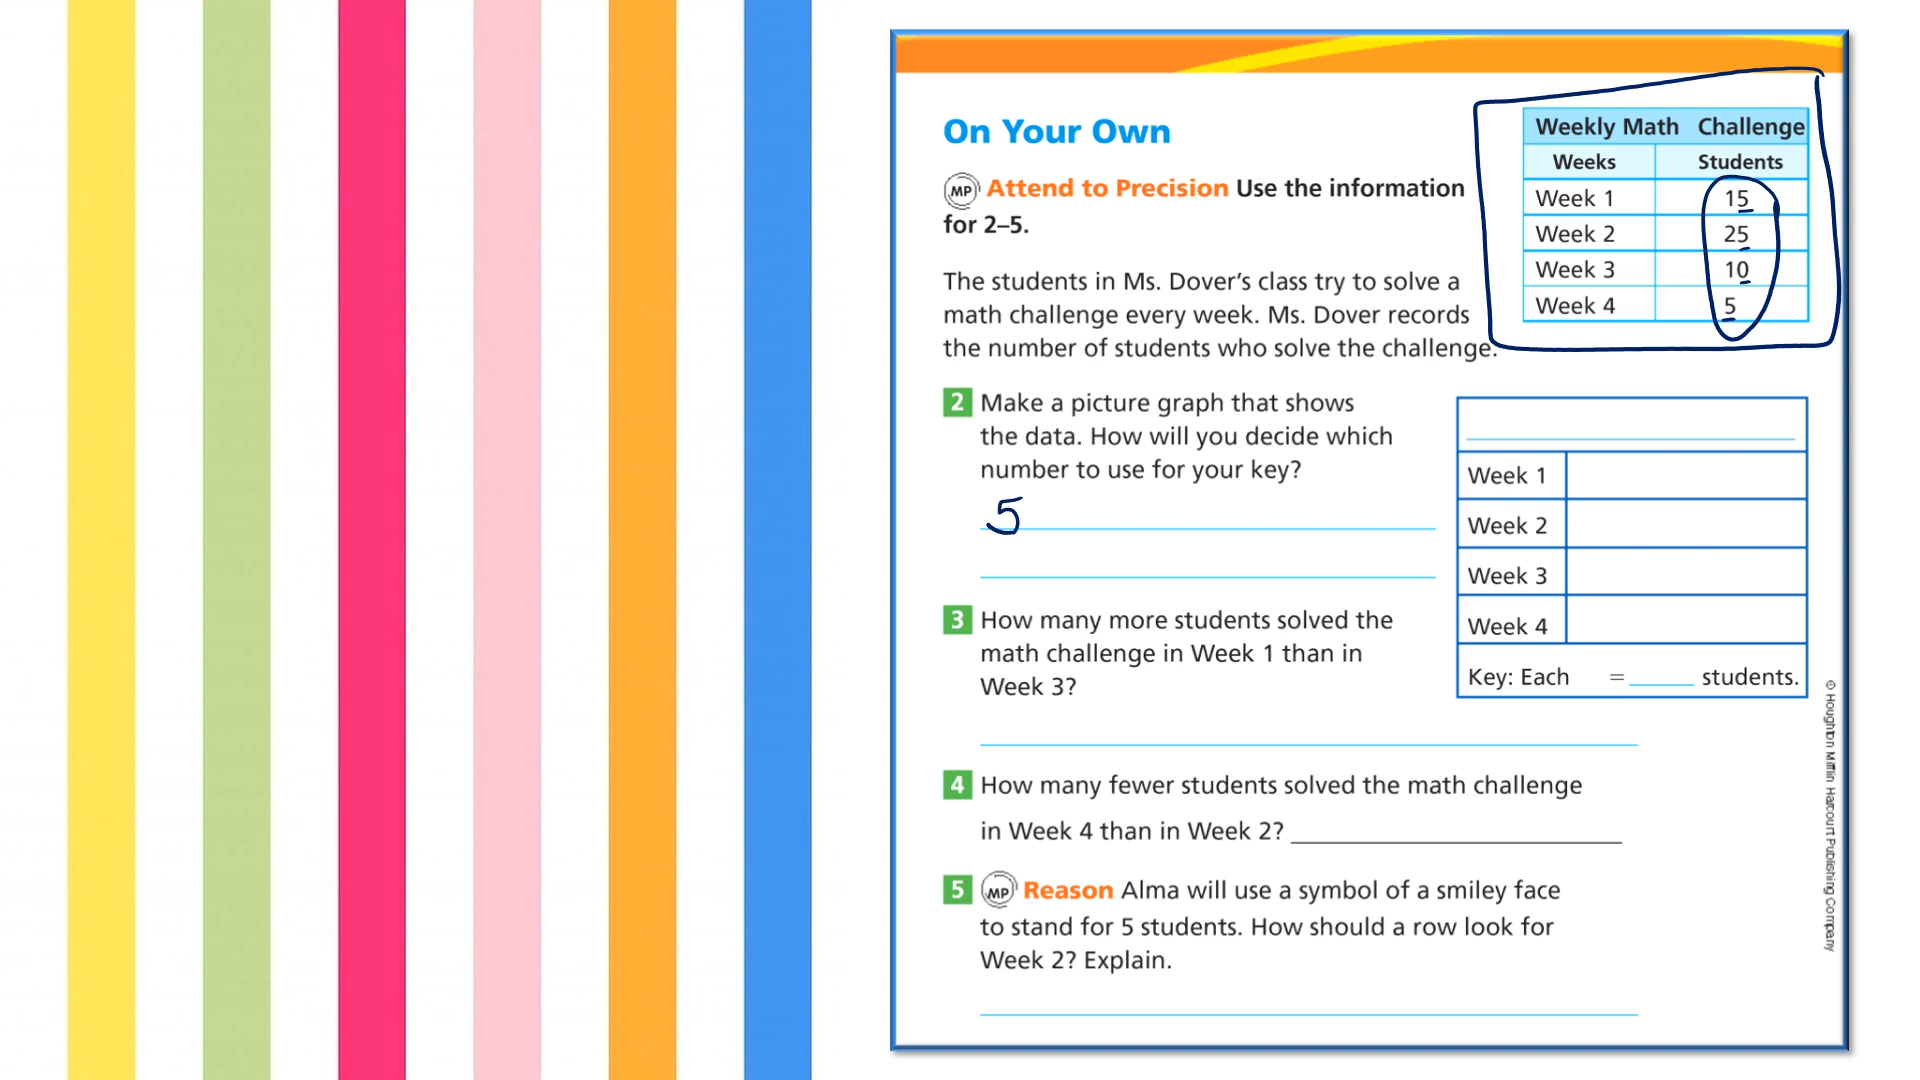 On Your Own
MP Attend to Precision Use the information
for 2–5.
The students in Ms. Dover's class try to solve a
math challenge every week. Ms. Dover records
the number of students who solve the challenge.
Weekly Math Challenge
Weeks Students
Week 1 15
Week 2 25
Week 3 10
Week 4 5
2 Make a picture graph that shows
the data. How will you decide which
number to use for your key?
5
Week 1
Week 2
Week 3
Week 4
Key: Each = students.
3 How many more students solved the
math challenge in Week 1 than in
Week 3?
4 How many fewer students solved the math challenge
in Week 4 than in Week 2?
5 MP Reason Alma will use a symbol of a smiley face
to stand for 5 students. How should a row look for
Week 2? Explain.
© Houghton Mifflin Harcourt Publishing Company